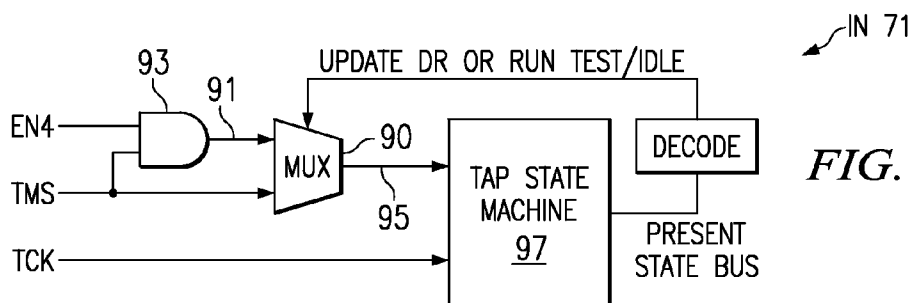 IN 71
UPDATE DR OR RUN TEST/IDLE
93
91
EN4
90
MUX
DECODE
FIG.
TMS
95
TAP STATE
MACHINE
97
PRESENT
STATE BUS
TCK